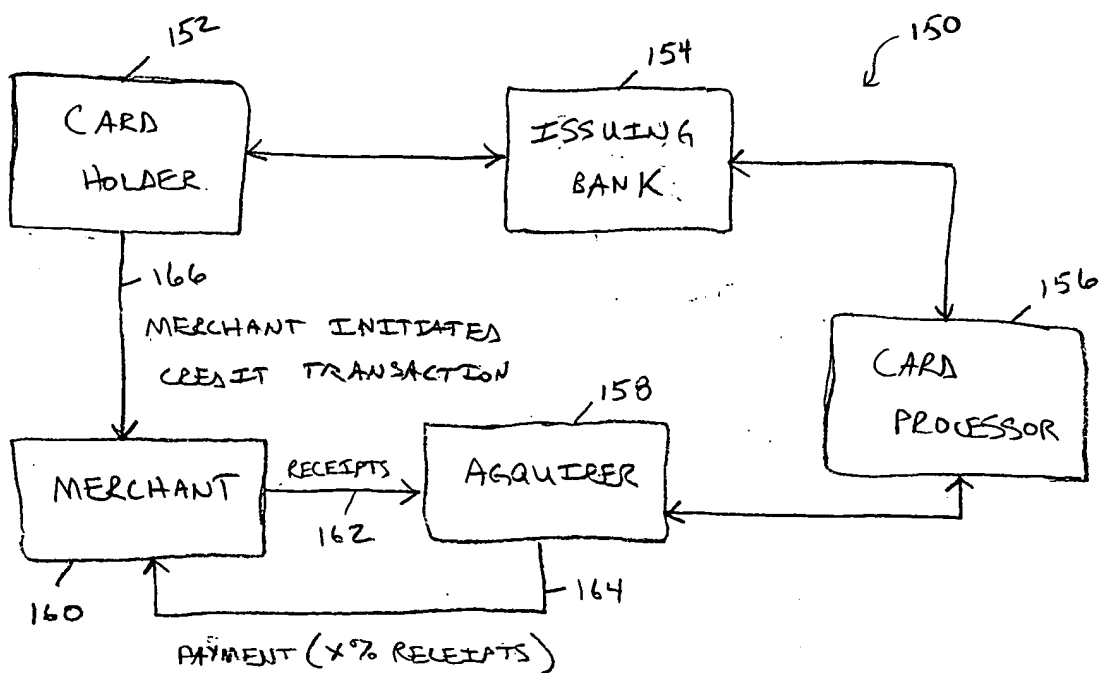 152
CARD
HOLDER
154
ISSUING
BANK
150
166
MERCHANT INITIATED
CREDIT TRANSACTION
156
CARD
PROCESSOR
158
MERCHANT
RECEIPTS
162
AGQUIRER
160
164
PAYMENT (X% RECEIPTS)